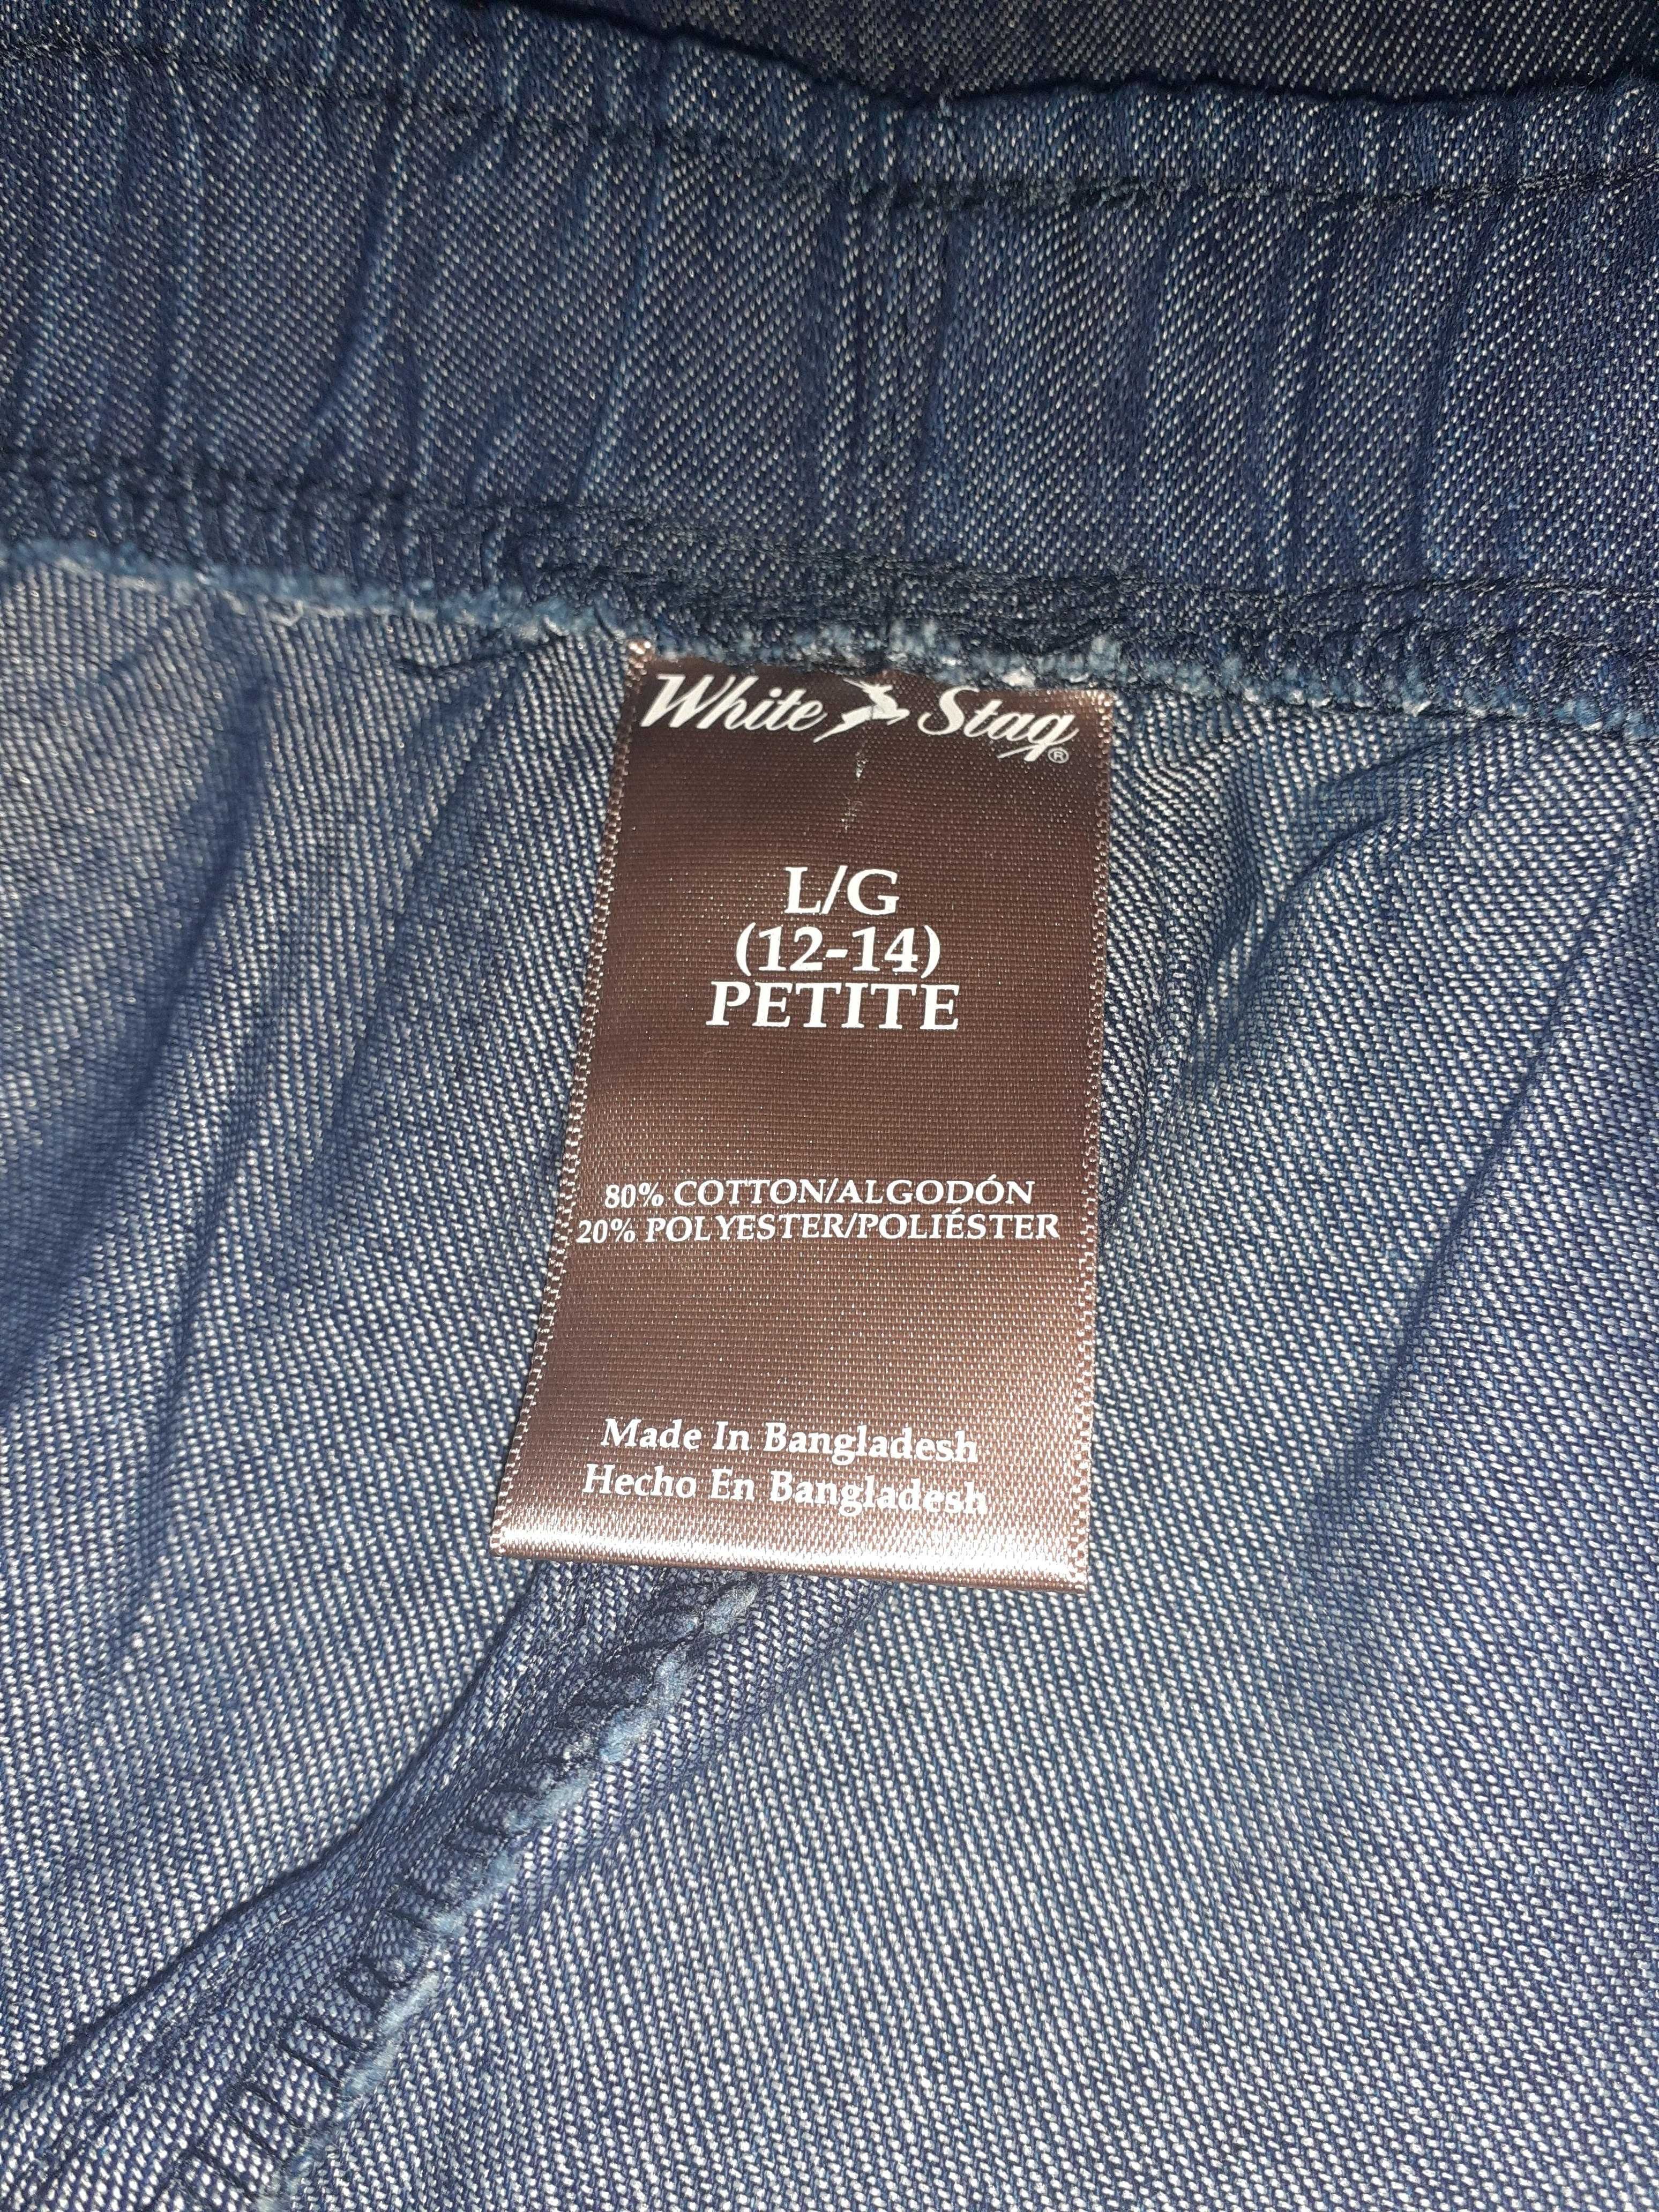 White Stag®
L/G
(12-14)
PETITE
80% COTTON/ALGODÓN
20% POLYESTER/POLIÉSTER
Made In Bangladesh
Hecho En Bangladesh